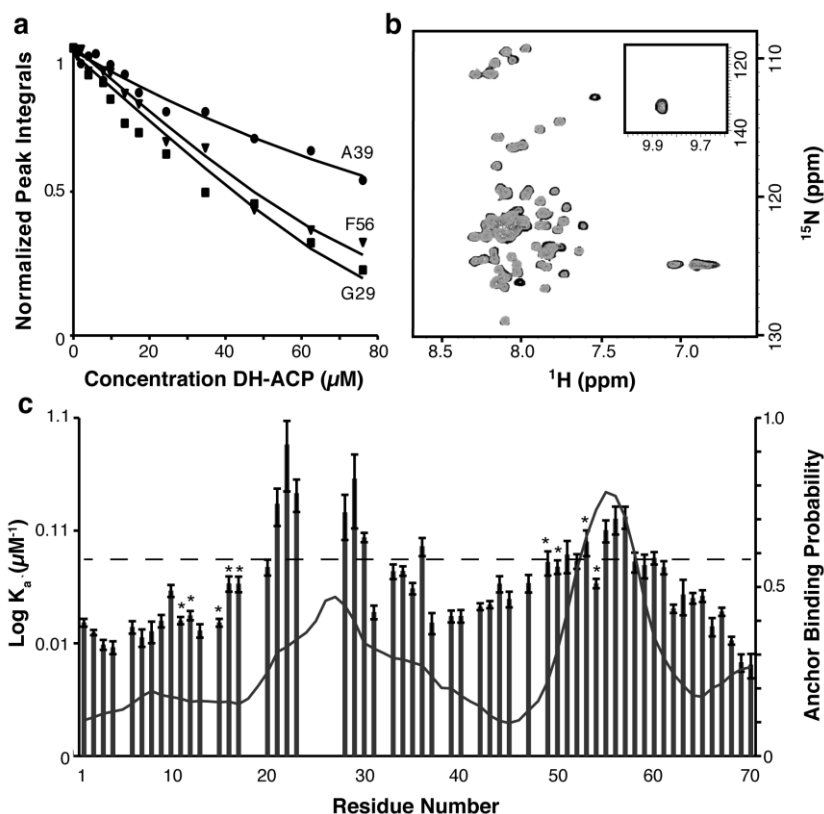 a
Normalized Peak Integrals
1
0.5
0
0 20 40 60 80
A39
F56
G29
Concentration DH-ACP (µM)
b
110
120
130
15N (ppm)
8.5 8.0 7.5 7.0
1H (ppm)
120
140
9.9 9.7
c
1.1
0.11
0.01
0
Log Ka (µM-1)
* * * * * * * * *
1.0
0.5
0
Anchor Binding Probability
1 10 20 30 40 50 60 70
Residue Number